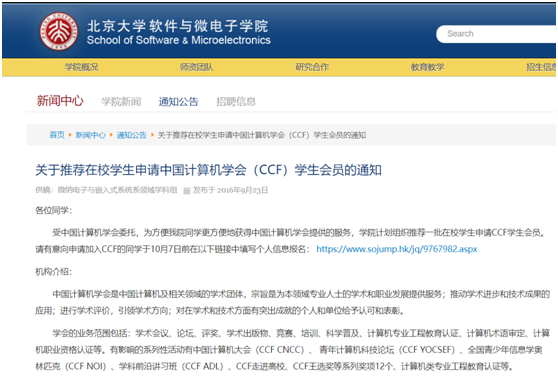 北京大学软件与微电子学院
School of Software & Microelectronics
Search
学院概况 师资团队 研究合作 教育教学 招生信息
新闻中心 学院新闻 通知公告 招聘信息
首页 新闻中心 通知公告 关于推荐在校学生申请中国计算机学会（CCF）学生会员的通知
关于推荐在校学生申请中国计算机学会（CCF）学生会员的通知
供稿：微纳电子与嵌入式系统系领域学科组 发布于 2016年9月23日
各位同学：
受中国计算机学会委托，为方便我院同学更方便地获得中国计算机学会提供的服务，学院计划组织推荐一批在校学生申请CCF学生会员。
请有意向申请加入CCF的同学于10月7日前在以下链接中填写个人信息报名： https://www.sojump.hk/jq/9767982.aspx
机构介绍：
中国计算机学会是中国计算机及相关领域的学术团体，宗旨是为本领域专业人士的学术和职业发展提供服务；推动学术进步和技术成果的
应用；进行学术评价，引领学术方向；对在学术和技术方面有突出成就的个人和单位给予认可和表彰。
学会的业务范围包括：学术会议、论坛、评奖、学术出版物、竞赛、培训、科学普及、计算机专业工程教育认证、计算机术语审定、计算
机职业资格认证等。有影响的系列性活动有中国计算机大会（CCF CNCC）、 青年计算机科技论坛（CCF YOCSEF）、全国青少年信息学奥
林匹克（CCF NOI）、学科前沿讲习班（CCF ADL）、CCF走进高校、CCF王选奖等系列奖项12个、计算机类专业工程教育认证等。